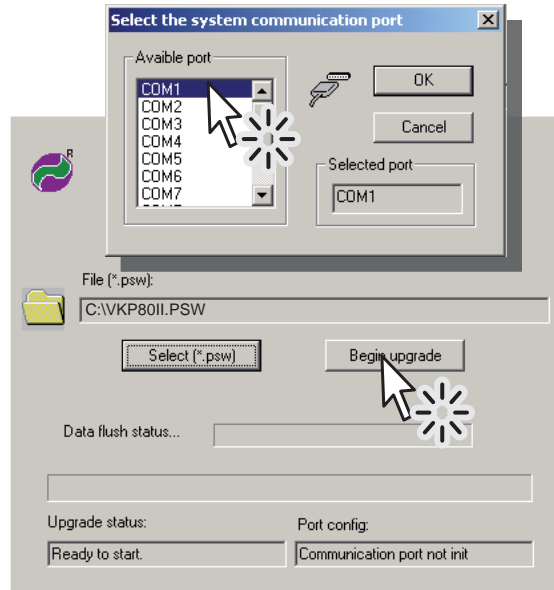 Select the system communication port
Avaible port
COM1
COM2
COM3
COM4
COM5
COM6
COM7
OK
Cancel
Selected port
COM1
R
File (*.psw):
C:\VKP80II.PSW
Select (*.psw)
Begin upgrade
Data flush status...
Upgrade status:
Port config:
Ready to start.
Communication port not init